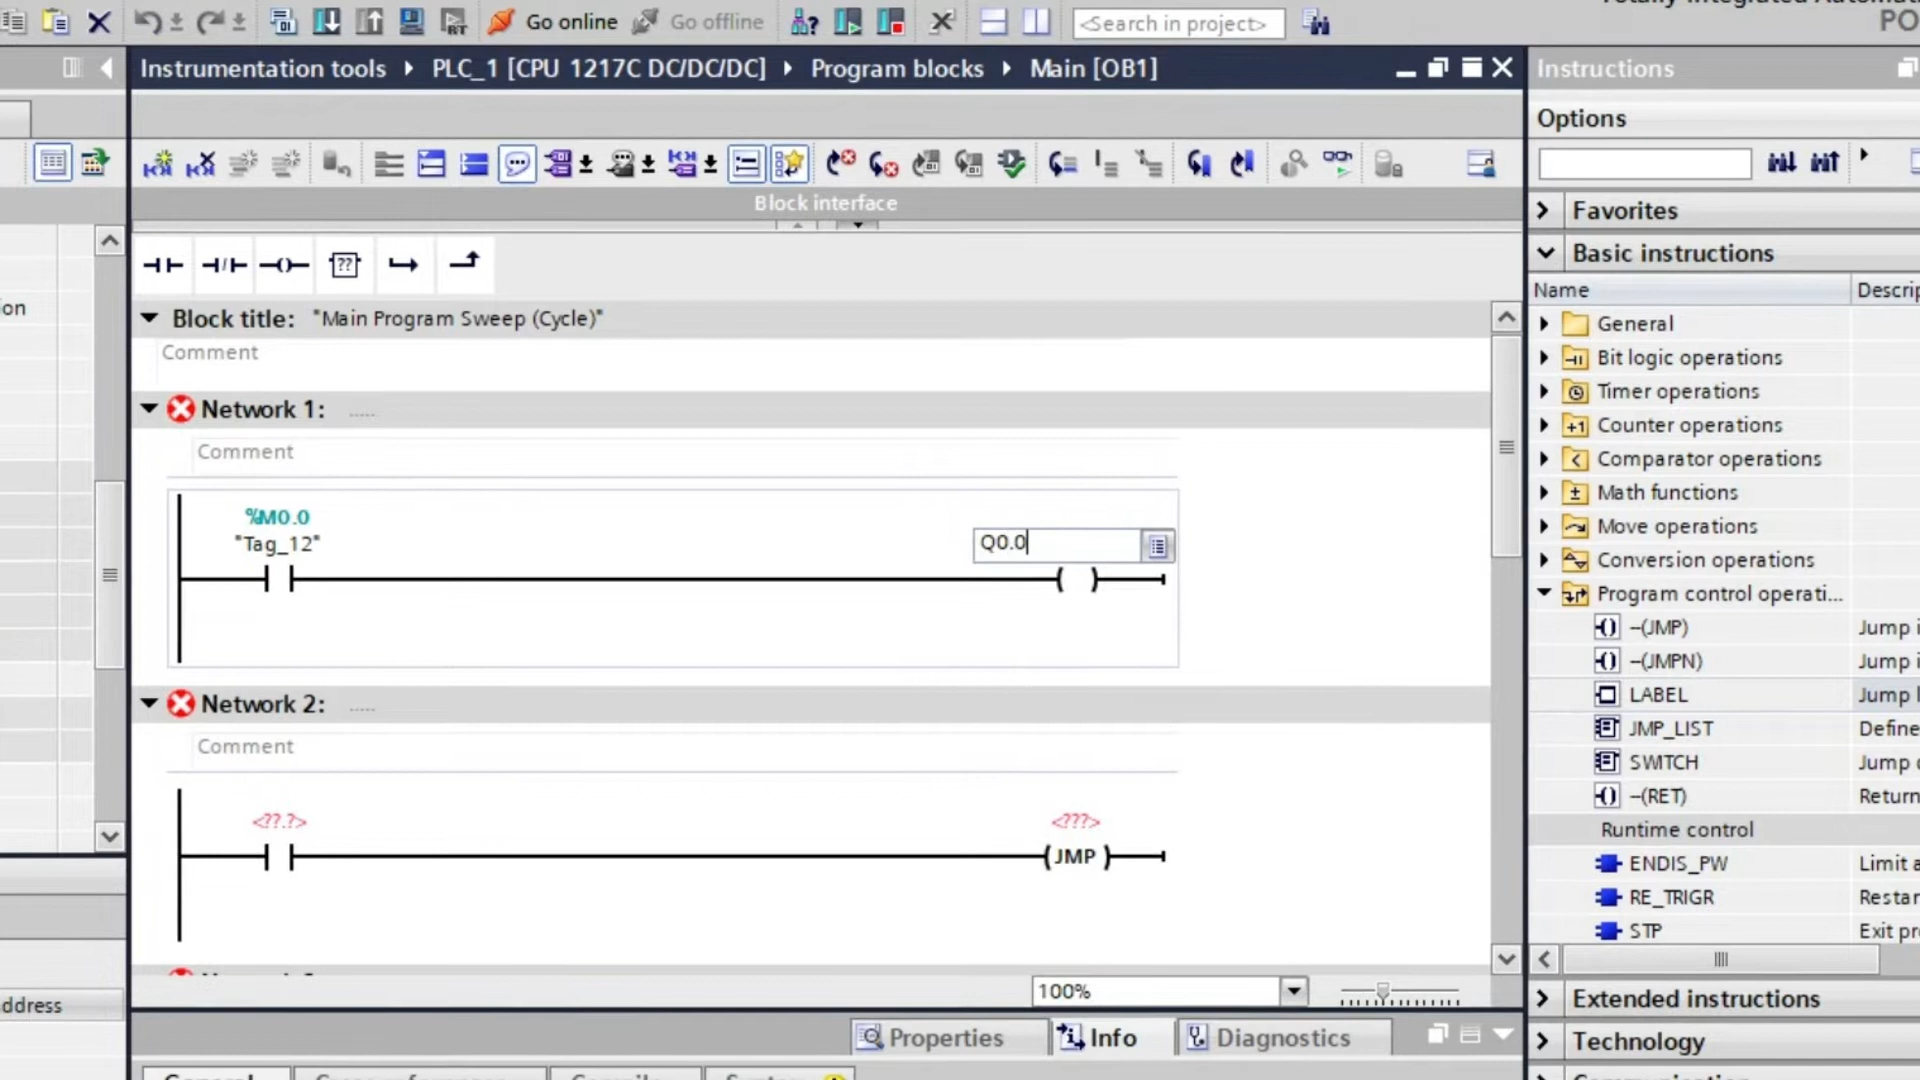 Go online
Go offline
<Search in project>
PO
Instrumentation tools
PLC_1 [CPU 1217C DC/DC/DC]
Program blocks
Main [OB1]
Instructions
Options
Block interface
Favorites
Basic instructions
Name
Descrip
General
Bit logic operations
Timer operations
Counter operations
Comparator operations
Math functions
Move operations
Conversion operations
Program control operati...
-(JMP)
Jump i
-(JMPN)
Jump i
LABEL
Jump l
JMP_LIST
Define
SWITCH
Jump d
-(RET)
Return
Runtime control
ENDIS_PW
Limit a
RE_TRIGR
Restar
STP
Exit pr
Extended instructions
Technology
Block title: "Main Program Sweep (Cycle)"
Comment
Network 1: .....
Comment
%M0.0
"Tag_12"
Q0.0
Network 2: .....
Comment
<??.?>
<???>
JMP
100%
Properties
Info
Diagnostics
ion
ddress